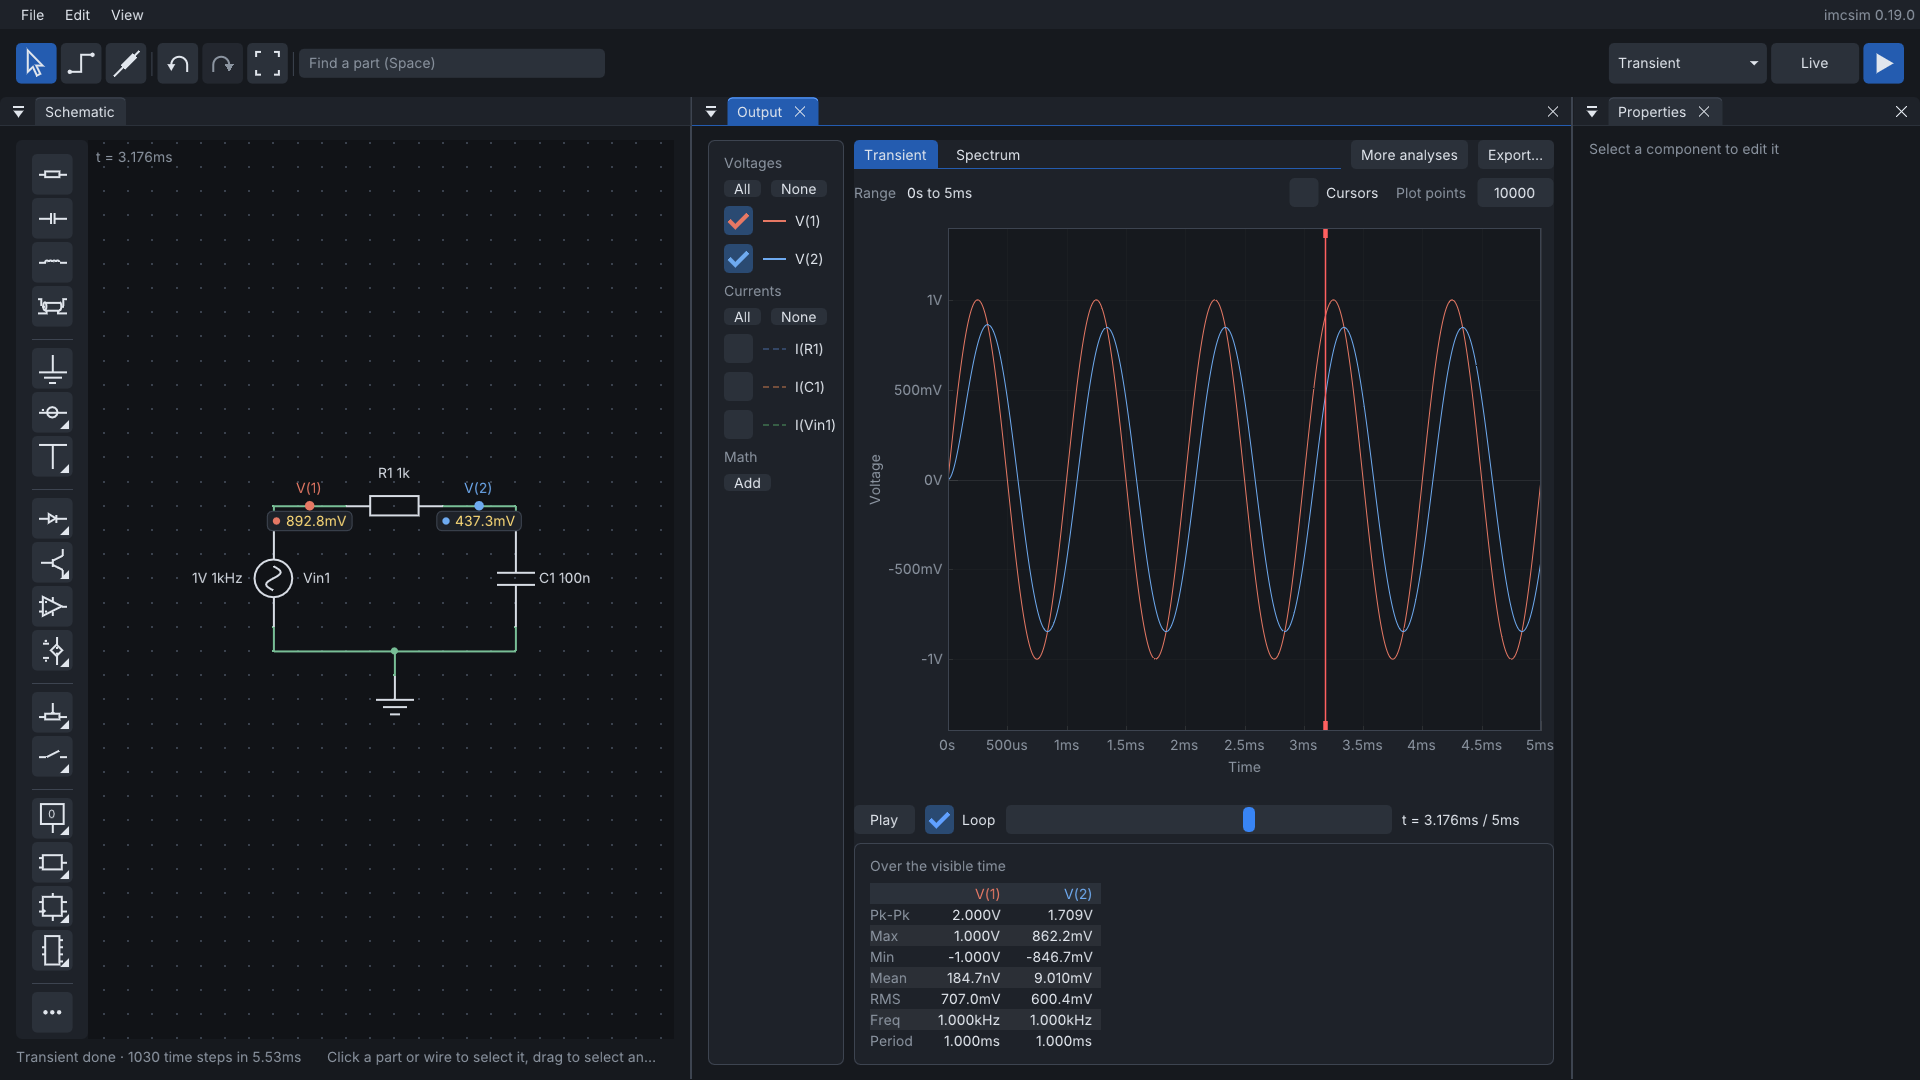 File Edit View
imcsim 0.19.0
Find a part (Space)
Transient
Live
Schematic
Output
Properties
t = 3.176ms
R1 1k
V(1)
V(2)
892.8mV
437.3mV
1V 1kHz
Vin1
C1 100n
0
Transient done · 1030 time steps in 5.53ms
Click a part or wire to select it, drag to select an...
Voltages
All None
V(1)
V(2)
Currents
All None
I(R1)
I(C1)
I(Vin1)
Math
Add
Transient Spectrum
More analyses
Export...
Range 0s to 5ms
Cursors
Plot points 10000
1V
500mV
0V
-500mV
-1V
Voltage
0s 500us 1ms 1.5ms 2ms 2.5ms 3ms 3.5ms 4ms 4.5ms 5ms
Time
Play
Loop
t = 3.176ms / 5ms
Over the visible time
V(1) V(2)
Pk-Pk 2.000V 1.709V
Max 1.000V 862.2mV
Min -1.000V -846.7mV
Mean 184.7nV 9.010mV
RMS 707.0mV 600.4mV
Freq 1.000kHz 1.000kHz
Period 1.000ms 1.000ms
Select a component to edit it